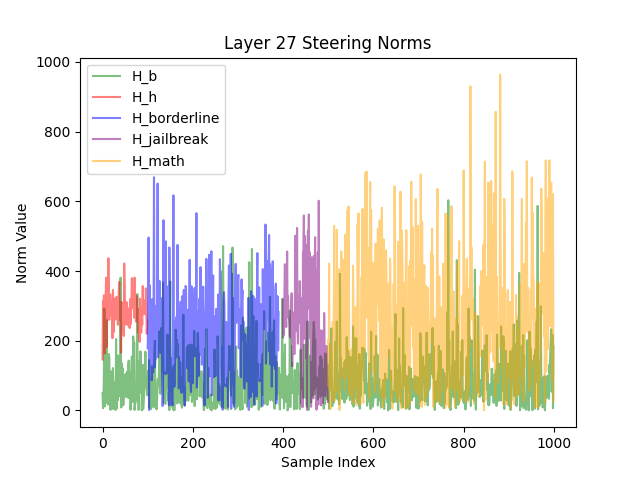 Layer 27 Steering Norms
H_b
H_h
H_borderline
H_jailbreak
H_math
Norm Value
1000
800
600
400
200
0
0 200 400 600 800 1000
Sample Index